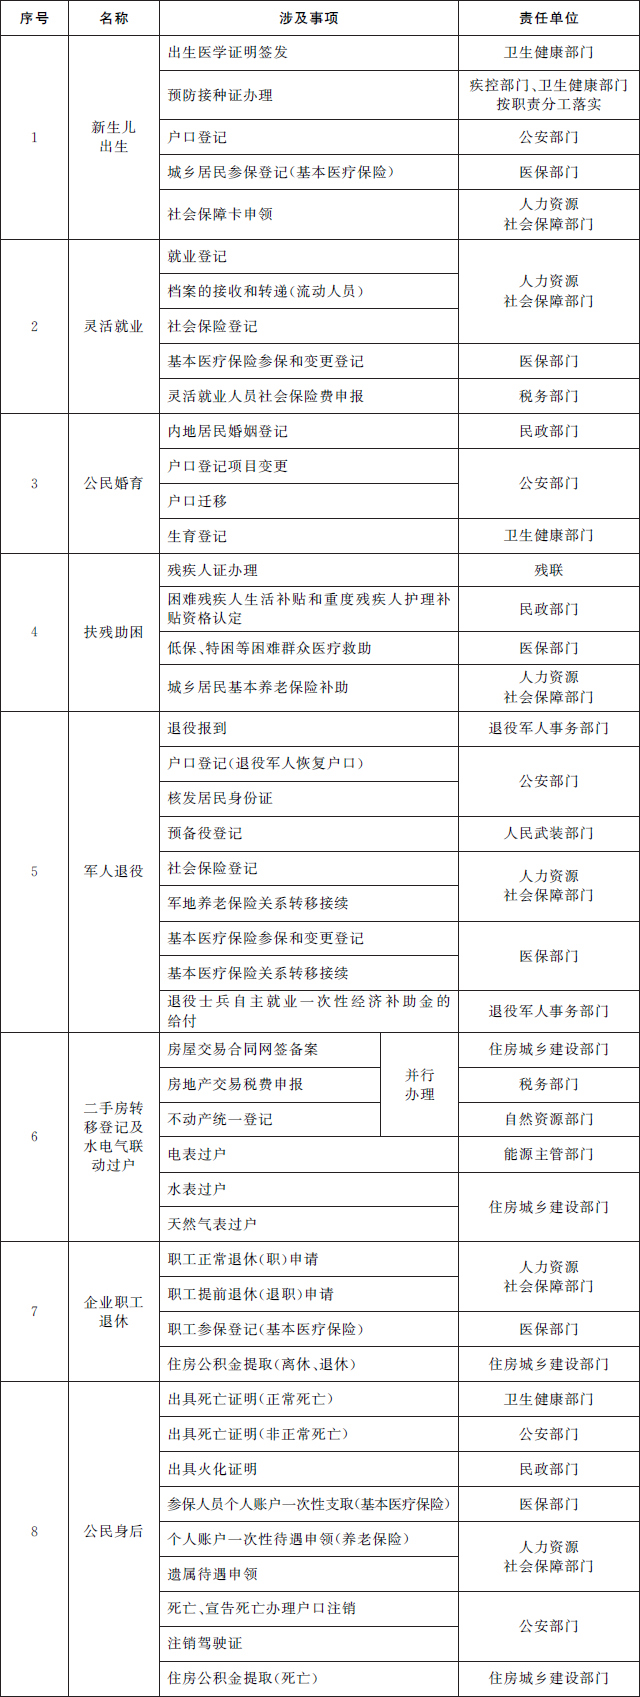 序号 名称 涉及事项 责任单位
1 新生儿
出生
出生医学证明签发 卫生健康部门
预防接种证办理 疾控部门、卫生健康部门
按职责分工落实
户口登记 公安部门
城乡居民参保登记(基本医疗保险) 医保部门
社会保障卡申领 人力资源
社会保障部门
2 灵活就业
就业登记
档案的接收和转递(流动人员)
社会保险登记
人力资源
社会保障部门
基本医疗保险参保和变更登记 医保部门
灵活就业人员社会保险费申报 税务部门
3 公民婚育
内地居民婚姻登记 民政部门
户口登记项目变更
户口迁移
公安部门
生育登记 卫生健康部门
4 扶残助困
残疾人证办理 残联
困难残疾人生活补贴和重度残疾人护理补
贴资格认定
民政部门
低保、特困等困难群众医疗救助 医保部门
城乡居民基本养老保险补助 人力资源
社会保障部门
5 军人退役
退役报到 退役军人事务部门
户口登记(退役军人恢复户口)
核发居民身份证
公安部门
预备役登记 人民武装部门
社会保险登记
军地养老保险关系转移接续
人力资源
社会保障部门
基本医疗保险参保和变更登记
基本医疗保险关系转移接续
医保部门
退役士兵自主就业一次性经济补助金的
给付
退役军人事务部门
6 二手房转
移登记及
水电气联
动过户
房屋交易合同网签备案 住房城乡建设部门
房地产交易税费申报 税务部门
不动产统一登记 自然资源部门
并行
办理
电表过户 能源主管部门
水表过户
天然气表过户
住房城乡建设部门
7 企业职工
退休
职工正常退休(职)申请
职工提前退休(退职)申请
人力资源
社会保障部门
职工参保登记(基本医疗保险) 医保部门
住房公积金提取(离休、退休) 住房城乡建设部门
8 公民身后
出具死亡证明(正常死亡) 卫生健康部门
出具死亡证明(非正常死亡) 公安部门
出具火化证明 民政部门
参保人员个人账户一次性支取(基本医疗保险) 医保部门
个人账户一次性待遇申领(养老保险)
遗属待遇申领
人力资源
社会保障部门
死亡、宣告死亡办理户口注销
注销驾驶证
公安部门
住房公积金提取(死亡) 住房城乡建设部门